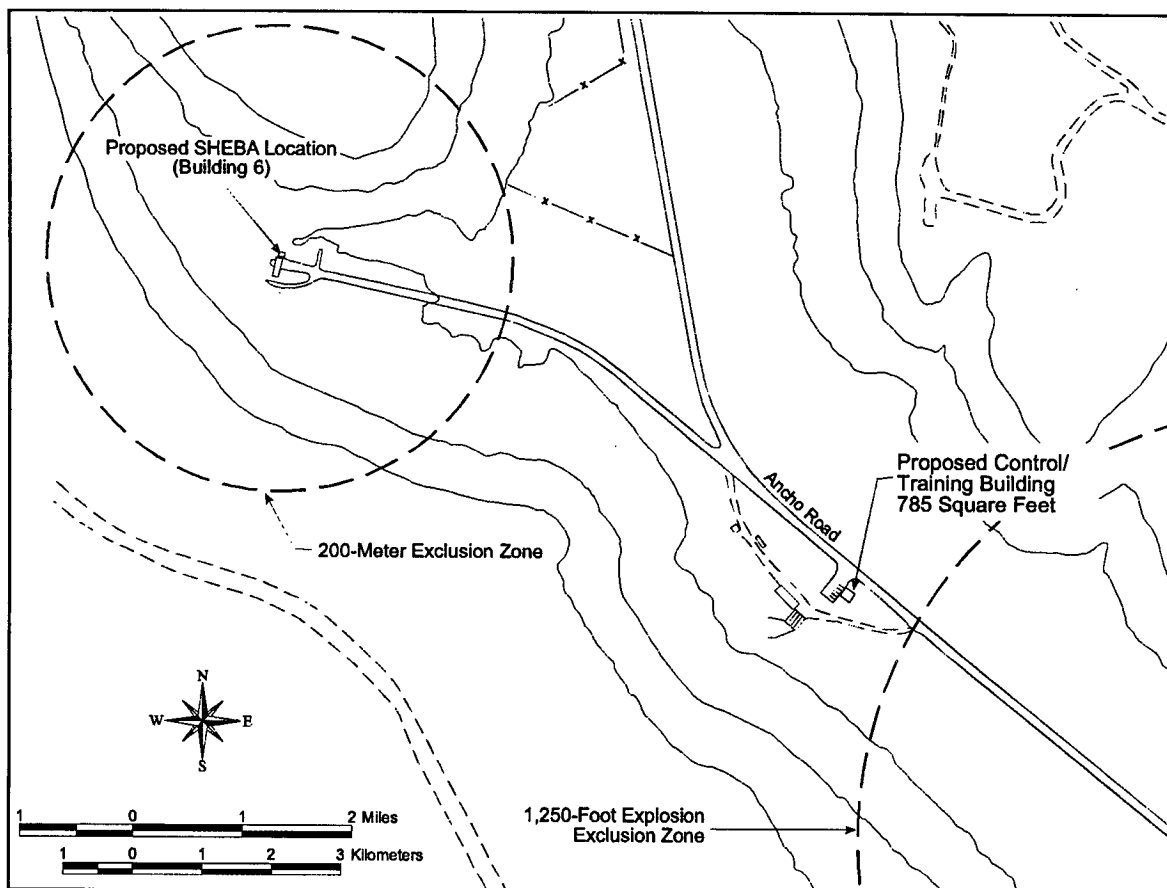 Proposed SHEBA Location
(Building 6)
Ancho Road
Proposed Control/
Training Building
785 Square Feet
200-Meter Exclusion Zone
N
W E
S
1,250-Foot Explosion
Exclusion Zone
1 0 1 2 Miles
1 0 1 2 3 Kilometers